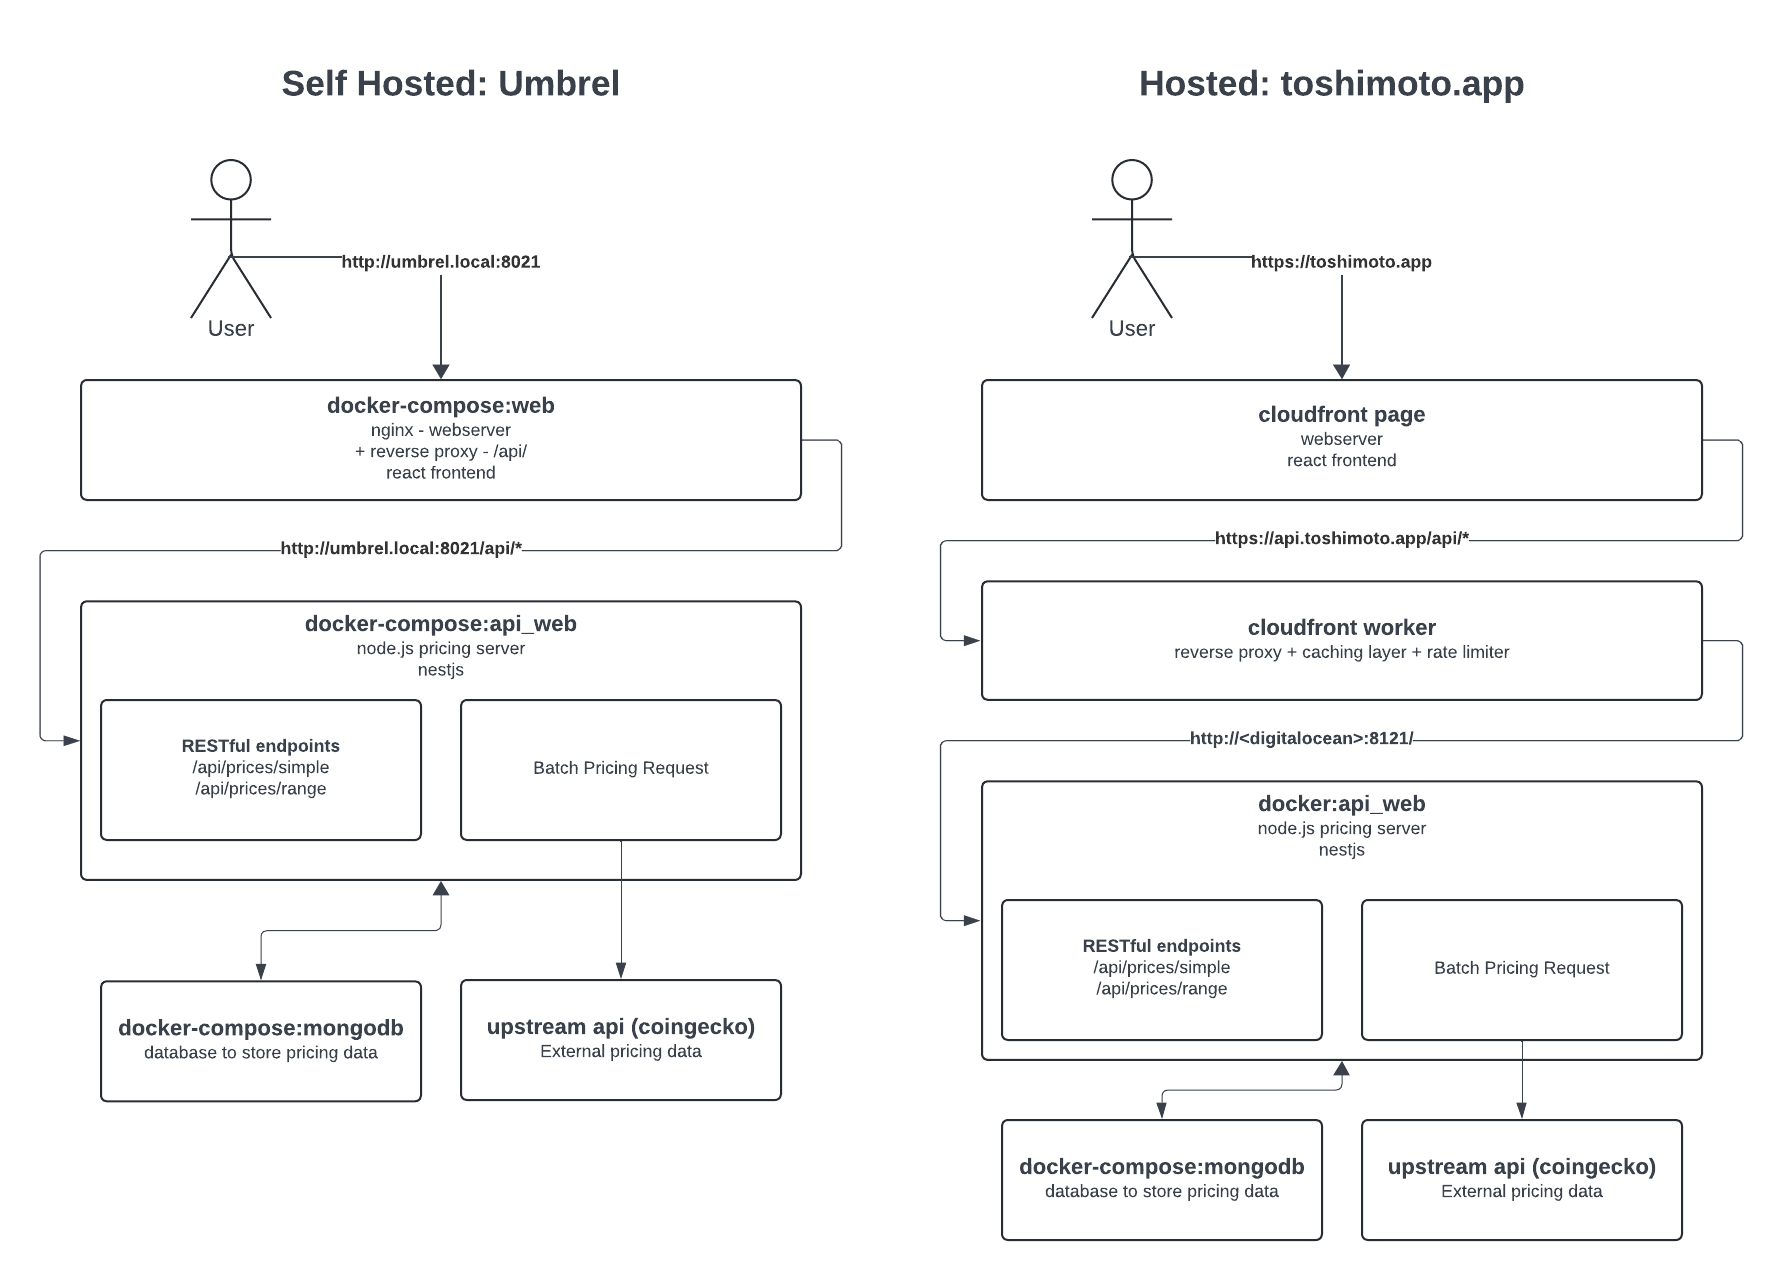 Self Hosted: Umbrel
http://umbrel.local:8021
User
docker-compose:web
nginx - webserver
+ reverse proxy - /api/
react frontend
http://umbrel.local:8021/api/*
docker-compose:api_web
node.js pricing server
nestjs
RESTful endpoints
/api/prices/simple
/api/prices/range
Batch Pricing Request
docker-compose:mongodb
database to store pricing data
upstream api (coingecko)
External pricing data
Hosted: toshimoto.app
https://toshimoto.app
User
cloudfront page
webserver
react frontend
https://api.toshimoto.app/api/*
cloudfront worker
reverse proxy + caching layer + rate limiter
http://<digitalocean>:8121/
docker:api_web
node.js pricing server
nestjs
RESTful endpoints
/api/prices/simple
/api/prices/range
Batch Pricing Request
docker-compose:mongodb
database to store pricing data
upstream api (coingecko)
External pricing data